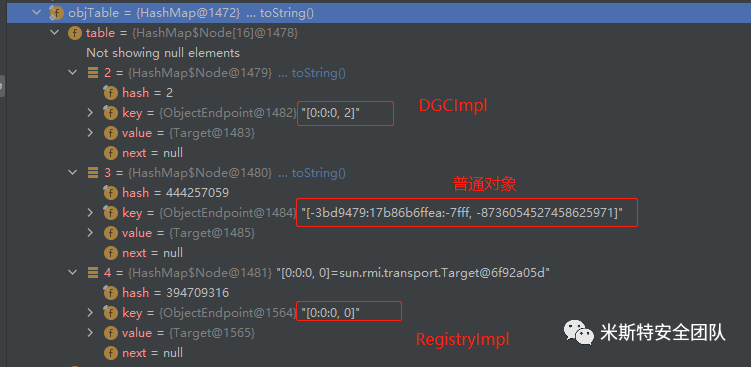 objTable = {HashMap@1472} ... toString()
table = {HashMap$Node[16]@1478}
Not showing null elements
2 = {HashMap$Node@1479} ... toString()
hash = 2
key = {ObjectEndpoint@1482} "[0:0:0, 2]"
DGCImpl
value = {Target@1483}
next = null
3 = {HashMap$Node@1480} ... toString()
普通对象
hash = 444257059
key = {ObjectEndpoint@1484} "[-3bd9479:17b86b6ffea:-7fff, -8736054527458625971]"
value = {Target@1485}
next = null
4 = {HashMap$Node@1481} "[0:0:0, 0]=sun.rmi.transport.Target@6f92a05d"
hash = 394709316
key = {ObjectEndpoint@1564} "[0:0:0, 0]"
value = {Target@1565}
RegistryImpl
next = null
米斯特安全团队